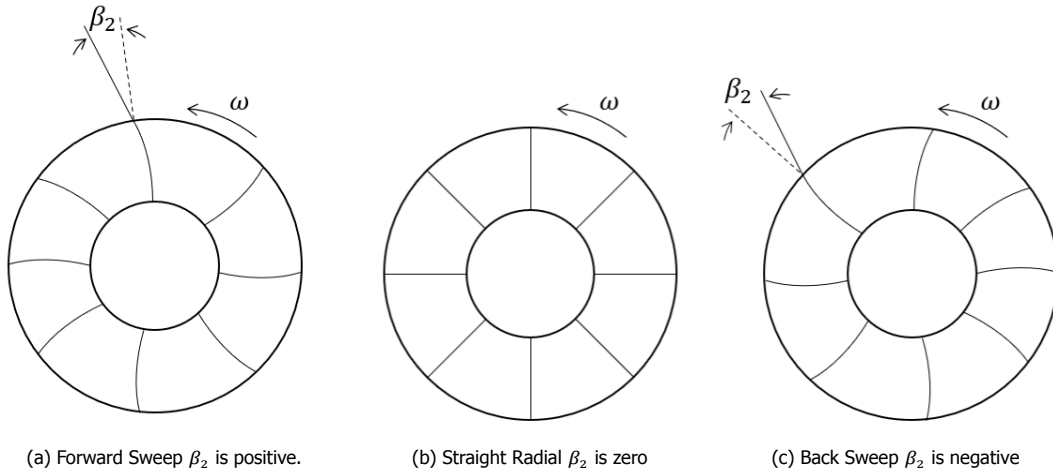 β₂
ω
ω
β₂
ω
(a) Forward Sweep β₂ is positive.
(b) Straight Radial β₂ is zero
(c) Back Sweep β₂ is negative